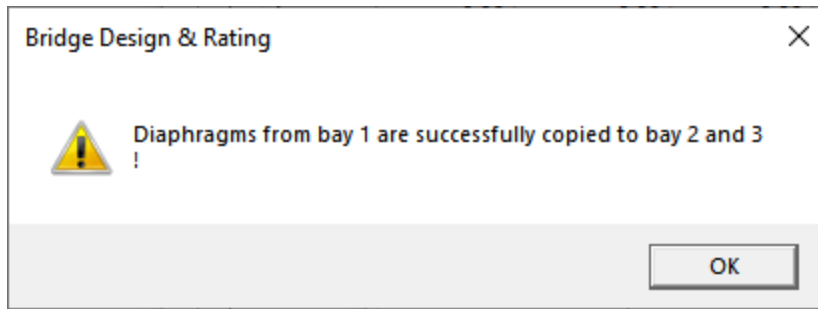 Bridge Design & Rating
Diaphragms from bay 1 are successfully copied to bay 2 and 3
!
OK